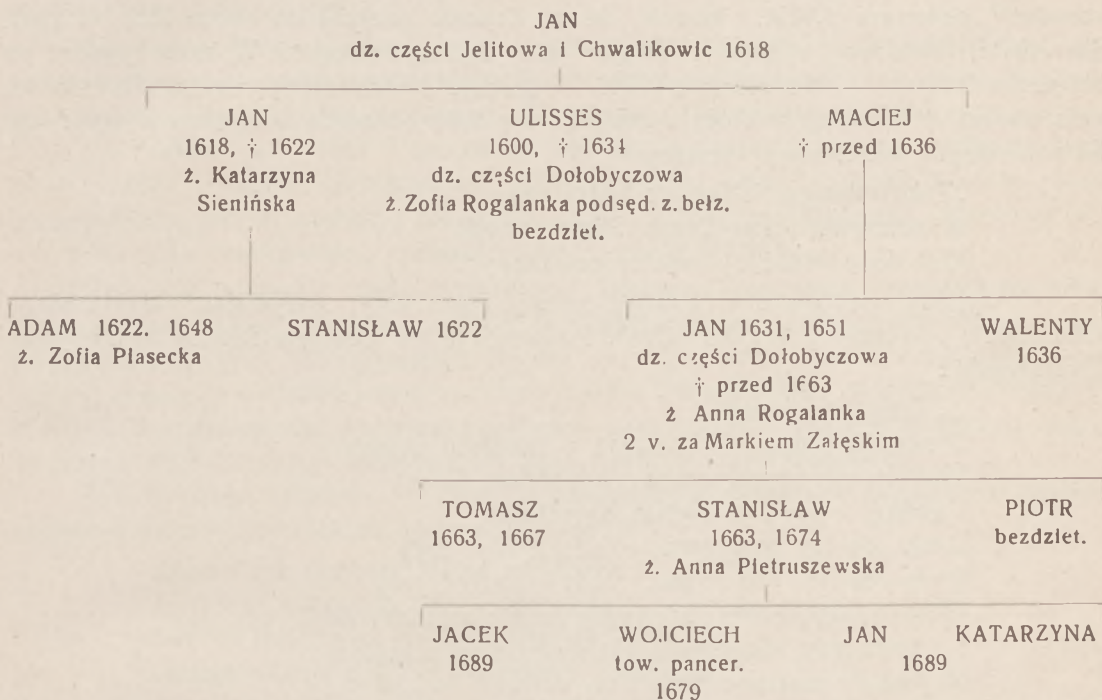 JAN
dz. części Jelitowa i Chwalikowic 1618
JAN
1618, † 1622
ż. Katarzyna
Sienińska
ULISSES
1600, † 1634
dz. części Dołobyczowa
ż. Zofia Rogalanka podsęd. z. bełz.
bezdziet.
MACIEJ
† przed 1636
ADAM 1622. 1648
ż. Zofia Piasecka
STANISŁAW 1622
JAN 1631, 1651
dz. części Dołobyczowa
† przed 1663
ż Anna Rogalanka
2 v. za Markiem Załęskim
WALENTY
1636
TOMASZ
1663, 1667
STANISŁAW
1663, 1674
ż. Anna Pietruszewska
PIOTR
bezdziet.
JACEK
1689
WOJCIECH
tow. pancer.
1679
JAN KATARZYNA
1689